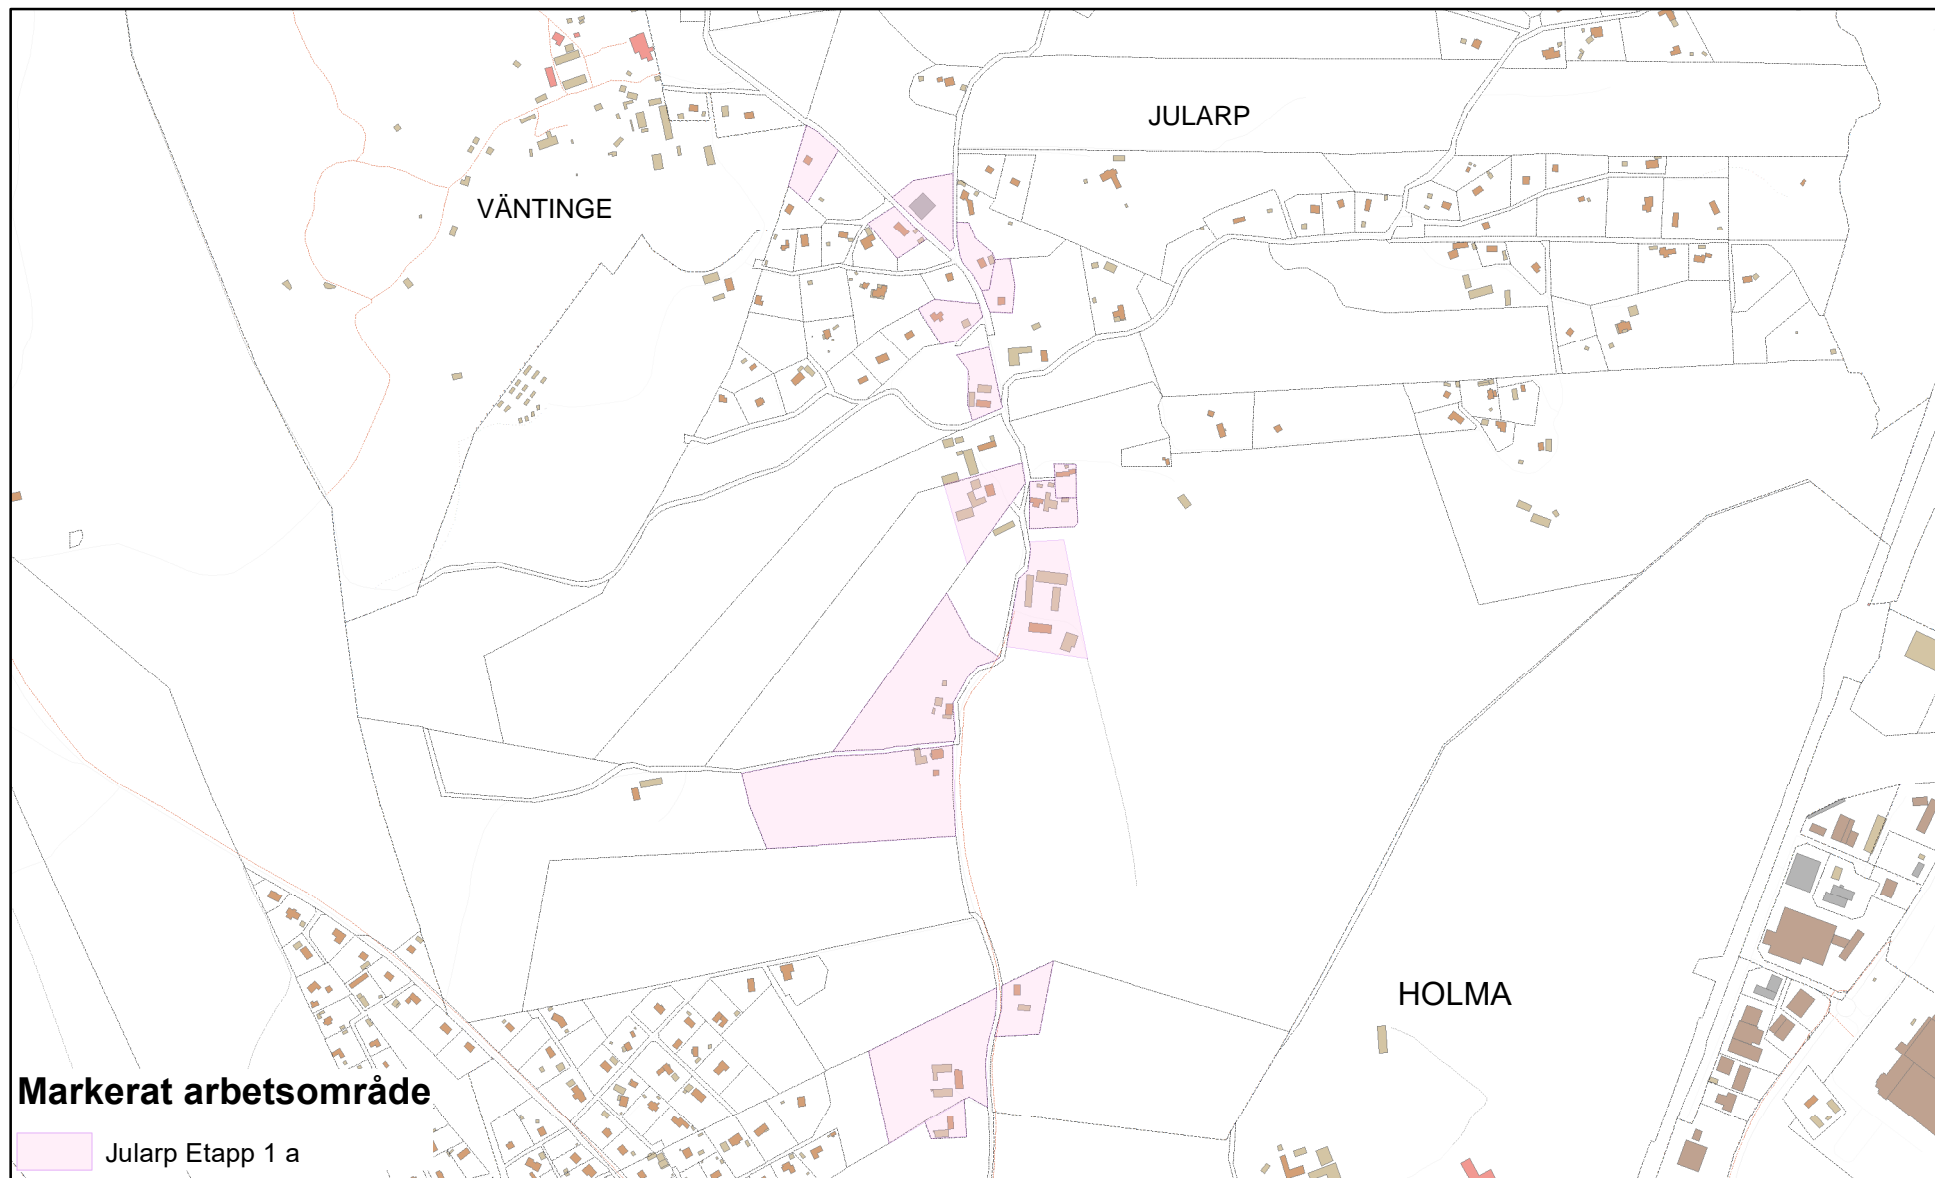 JULARP
VÄNTINGE
HOLMA
Markerat arbetsområde
Jularp Etapp 1 a